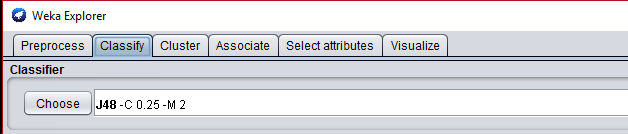 Weka Explorer
Preprocess Classify Cluster Associate Select attributes Visualize
Classifier
Choose J48 -C 0.25 -M 2